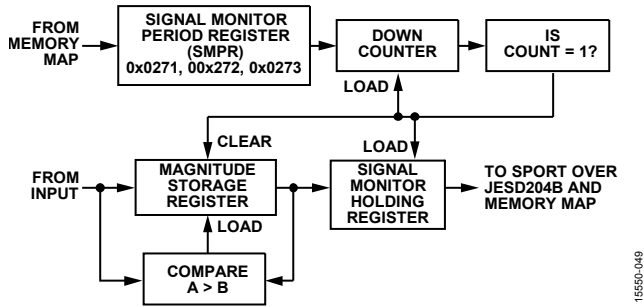 FROM
MEMORY
MAP
SIGNAL MONITOR
PERIOD REGISTER
(SMPR)
0x0271, 00x272, 0x0273
DOWN
COUNTER
IS
COUNT = 1?
LOAD
CLEAR
LOAD
FROM
INPUT
MAGNITUDE
STORAGE
REGISTER
SIGNAL
MONITOR
HOLDING
REGISTER
TO SPORT OVER
JESD204B AND
MEMORY MAP
LOAD
COMPARE
A > B
15550-049